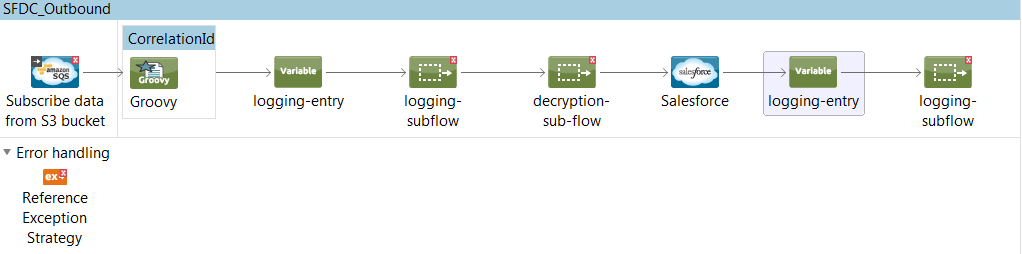 SFDC_Outbound
CorrelationId
amazon
SQS
Groovy
Variable
salesforce
Variable
Subscribe data
from S3 bucket
Groovy
logging-entry
logging-
subflow
decryption-
sub-flow
Salesforce
logging-entry
logging-
subflow
Error handling
ex
Reference
Exception
Strategy